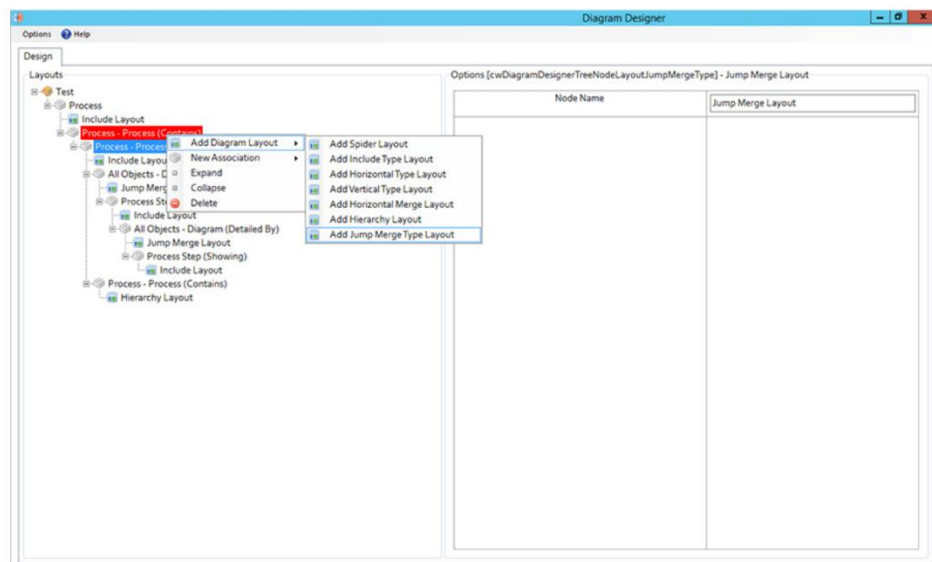 Diagram Designer
Options Help
Design
Layouts
Test
Process
Include Layout
Process - Process (Contains)
Process - Process
Include Layou
All Objects - D
Jump Merg
Process Ste
Include Layout
All Objects - Diagram (Detailed By)
Jump Merge Layout
Process Step (Showing)
Include Layout
Process - Process (Contains)
Hierarchy Layout
Add Diagram Layout
New Association
Expand
Collapse
Delete
Add Spider Layout
Add Include Type Layout
Add Horizontal Type Layout
Add Vertical Type Layout
Add Horizontal Merge Layout
Add Hierarchy Layout
Add Jump Merge Type Layout
Options [cwDiagramDesignerTreeNodeLayoutJumpMergeType] - Jump Merge Layout
Node Name
Jump Merge Layout